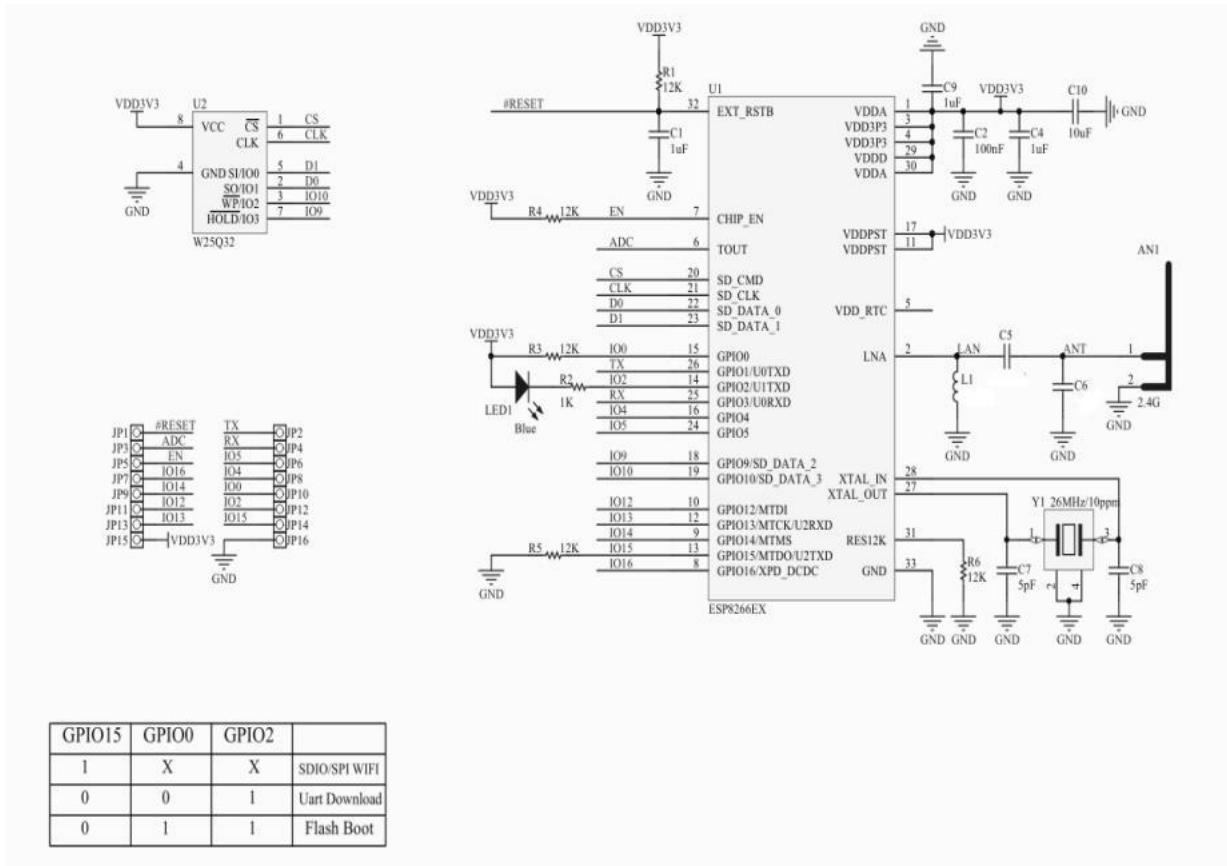 VDD3V3
U2
8 VCC CS 1 CS
CLK 6 CLK
4 GND SI/IO0 5 D1
SO/IO1 2 D0
WP/IO2 3 IO10
HOLD/IO3 7 IO9
GND
W25Q32
JP1 #RESET TX JP2
JP3 ADC RX JP4
JP5 EN IO5 JP6
JP7 IO16 IO4 JP8
JP9 IO14 IO0 JP10
JP11 IO12 IO2 JP12
JP13 IO13 IO15 JP14
JP15 VDD3V3 JP16
GND
VDD3V3
R1
12K
#RESET
C1
1uF
GND
VDD3V3
R4 12K EN
ADC
CS
CLK
D0
D1
VDD3V3
R3 12K IO0
TX
R2 IO2
1K
LED1
Blue
RX
IO4
IO5
IO9
IO10
IO12
IO13
IO14
R5 12K IO15
IO16
GND
U1
32 EXT_RSTB
7 CHIP_EN
6 TOUT
20 SD_CMD
21 SD_CLK
22 SD_DATA_0
23 SD_DATA_1
15 GPIO0
26 GPIO1/U0TXD
14 GPIO2/U1TXD
25 GPIO3/U0RXD
16 GPIO4
24 GPIO5
18 GPIO9/SD_DATA_2
19 GPIO10/SD_DATA_3
10 GPIO12/MTDI
12 GPIO13/MTCK/U2RXD
9 GPIO14/MTMS
13 GPIO15/MTDO/U2TXD
8 GPIO16/XPD_DCDC
VDDA 1
VDD3P3 3
VDD3P3 4
VDDD 29
VDDA 30
VDDPST 17
VDDPST 11
VDD_RTC 5
LNA 2
XTAL_IN 28
XTAL_OUT 27
RES12K 31
GND 33
ESP8266EX
GND
C9
1uF
VDD3V3
C10
10uF
GND
C2
100nF
GND
C4
1uF
GND
VDD3V3
AN1
LAN
C5
ANT
1
2
2.4G
L1
C6
GND
GND
GND
Y1 26MHz/10ppm
1
3
2
4
R6
12K
C7
5pF
C8
5pF
GND
GND
GND
GND
GND
GPIO15 GPIO0 GPIO2
1 X X SDIO/SPI WIFI
0 0 1 Uart Download
0 1 1 Flash Boot